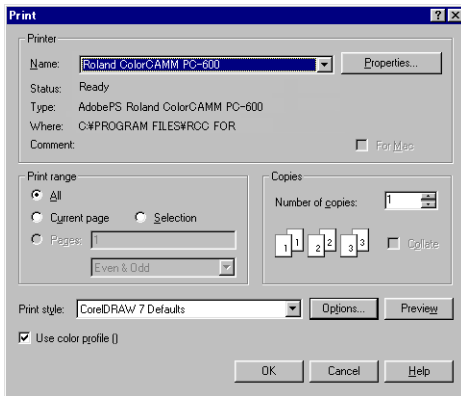 Print
Printer
Name: Roland ColorCAMM PC-600 Properties...
Status: Ready
Type: AdobePS Roland ColorCAMM PC-600
Where: C:¥PROGRAM FILES¥RCC FOR
Comment: For Mac
Print range
All
Current page Selection
Pages: 1
Even & Odd
Copies
Number of copies: 1
1 1 2 2 3 3 Collate
Print style: CorelDRAW 7 Defaults Options... Preview
Use color profile ()
OK Cancel Help